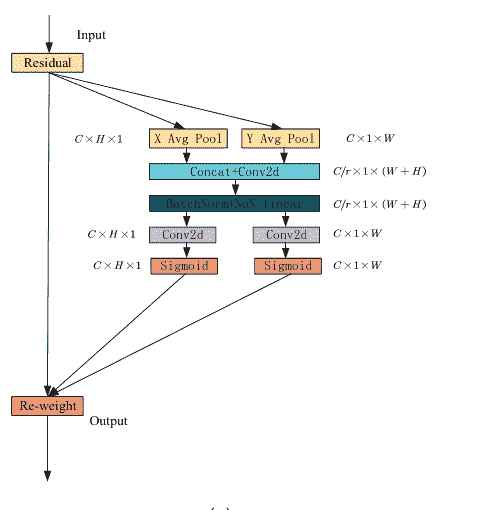 Input
Residual
C×H×1 X Avg Pool Y Avg Pool C×1×W
Concat+Conv2d C/r×1×(W+H)
BatchNorm+NoN-linear C/r×1×(W+H)
C×H×1 Conv2d Conv2d C×1×W
C×H×1 Sigmoid Sigmoid C×1×W
Re-weight
Output